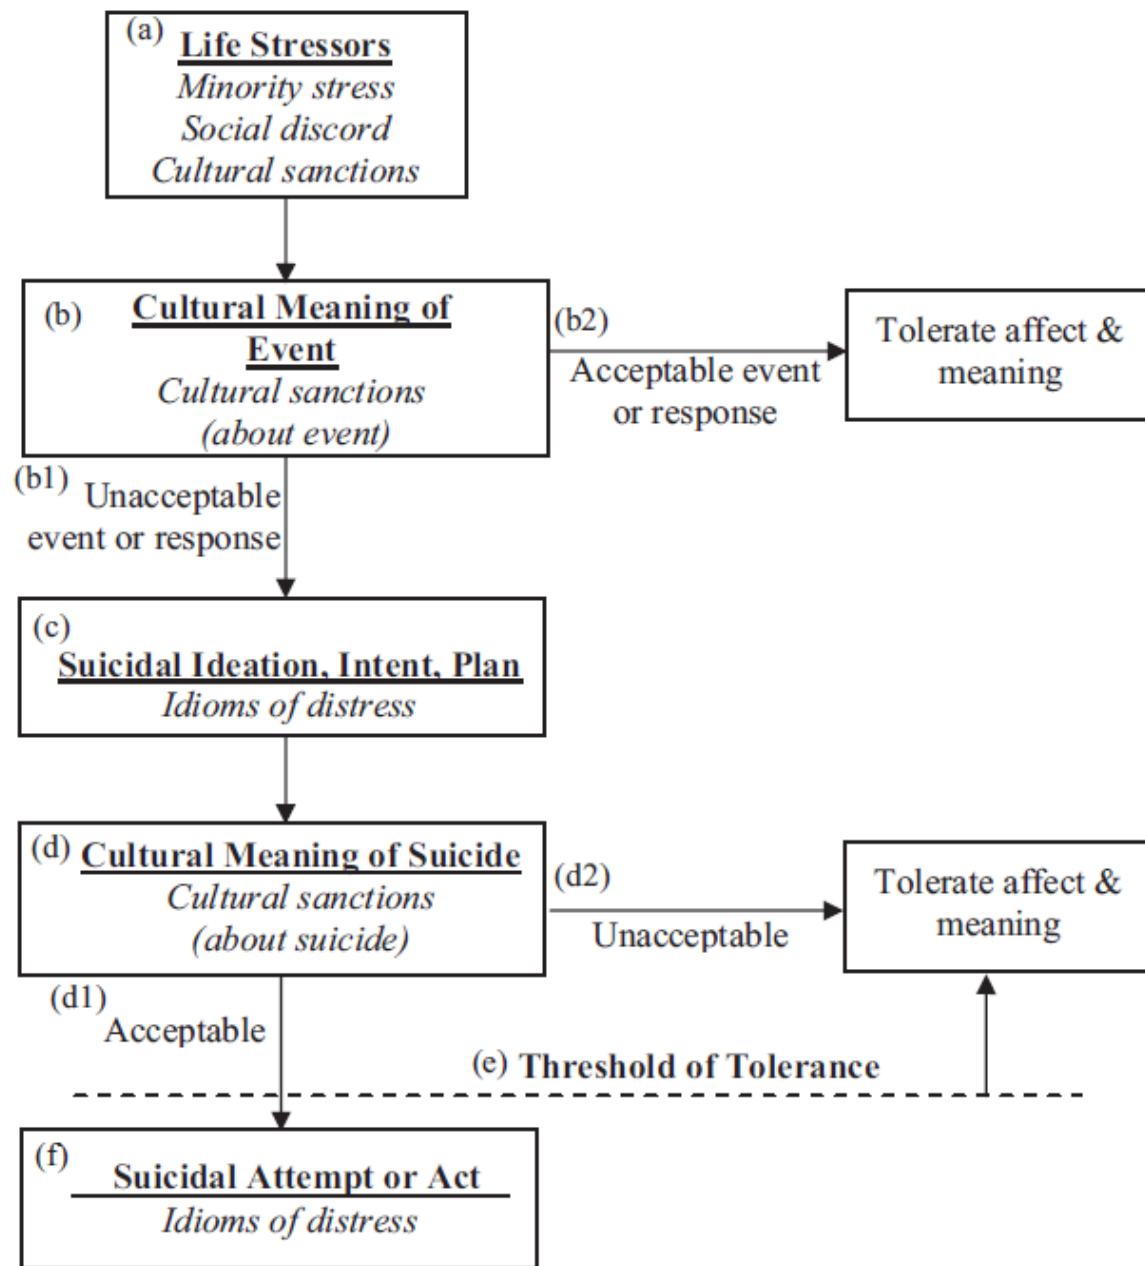 (a) Life Stressors
Minority stress
Social discord
Cultural sanctions
(b) Cultural Meaning of
Event
Cultural sanctions
(about event)
(b2)
Acceptable event
or response
Tolerate affect &
meaning
(b1) Unacceptable
event or response
(c)
Suicidal Ideation, Intent, Plan
Idioms of distress
(d) Cultural Meaning of Suicide
Cultural sanctions
(about suicide)
(d2)
Unacceptable
Tolerate affect &
meaning
(d1)
Acceptable
(e) Threshold of Tolerance
(f)
Suicidal Attempt or Act
Idioms of distress